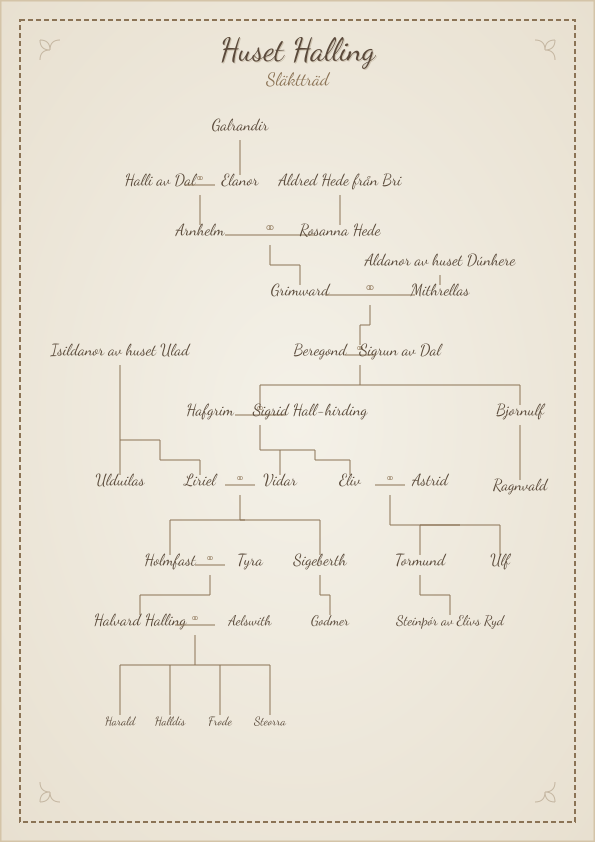 Huset Halling
Släktträd
Galrandir
Halli av Dal ⚭ Elanor Aldred Hede från Bri
Arnhelm ⚭ Rosanna Hede
Aldanor av huset Dúnhere
Grimward ⚭ Mithrellas
Isildanor av huset Ulad Beregond ⚭ Sigrun av Dal
Hafgrim ⚭ Sigrid Hall-hirding Bjornulf
Ulduilas Liriel ⚭ Vidar Eliv ⚭ Astrid Ragnwald
Holmfast ⚭ Tyra Sigeberth Tormund Ulf
Halvard Halling ⚭ Aelswith Godmer Steinþór av Elivs Ryd
Harald Halldis Frode Steorra